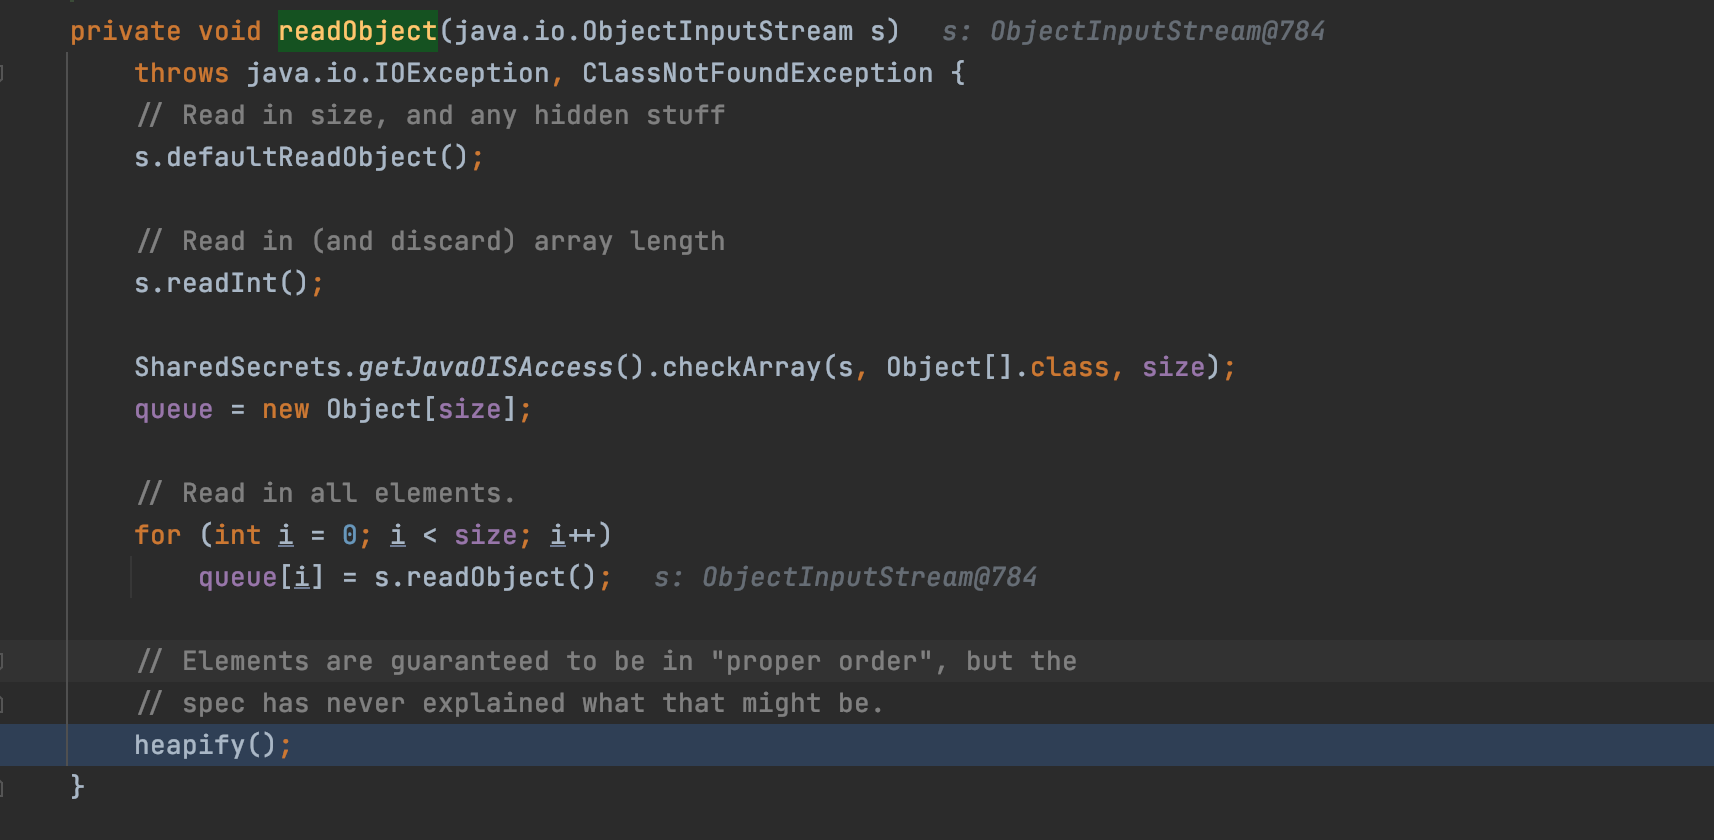 private void readObject(java.io.ObjectInputStream s)   s: ObjectInputStream@784
throws java.io.IOException, ClassNotFoundException {
// Read in size, and any hidden stuff
s.defaultReadObject();
// Read in (and discard) array length
s.readInt();
SharedSecrets.getJavaOISAccess().checkArray(s, Object[].class, size);
queue = new Object[size];
// Read in all elements.
for (int i = 0; i < size; i++)
queue[i] = s.readObject();   s: ObjectInputStream@784
// Elements are guaranteed to be in "proper order", but the
// spec has never explained what that might be.
heapify();
}